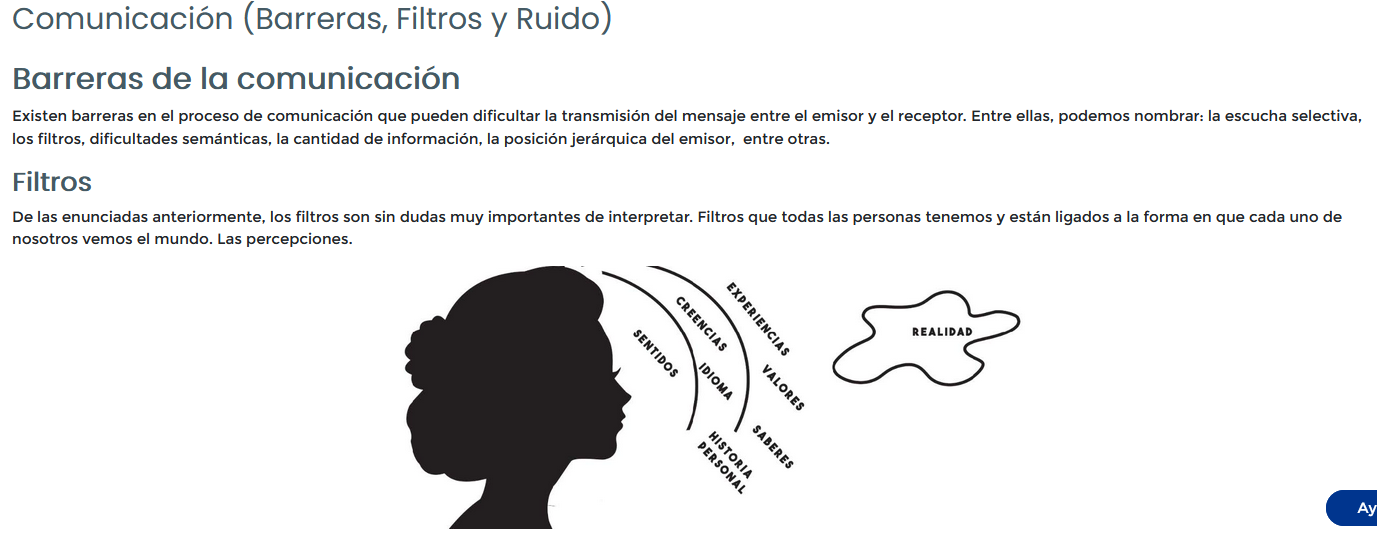 Comunicación (Barreras, Filtros y Ruido)
Barreras de la comunicación
Existen barreras en el proceso de comunicación que pueden dificultar la transmisión del mensaje entre el emisor y el receptor. Entre ellas, podemos nombrar: la escucha selectiva,
los filtros, dificultades semánticas, la cantidad de información, la posición jerárquica del emisor, entre otras.
Filtros
De las enunciadas anteriormente, los filtros son sin dudas muy importantes de interpretar. Filtros que todas las personas tenemos y están ligados a la forma en que cada uno de
nosotros vemos el mundo. Las percepciones.
SENTIDOS
CREENCIAS
IDIOMA
HISTORIA
PERSONAL
EXPERIENCIAS
VALORES
SABERES
REALIDAD
Ay